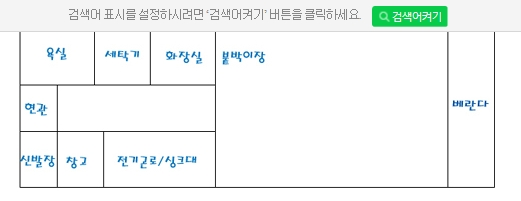 검색어 표시를 설정하시려면 '검색어켜기' 버튼을 클릭하세요. 검색어켜기
욕실 세탁기 화장실 붙박이장
현관 베란다
신발장 창고 전기곤로/싱크대